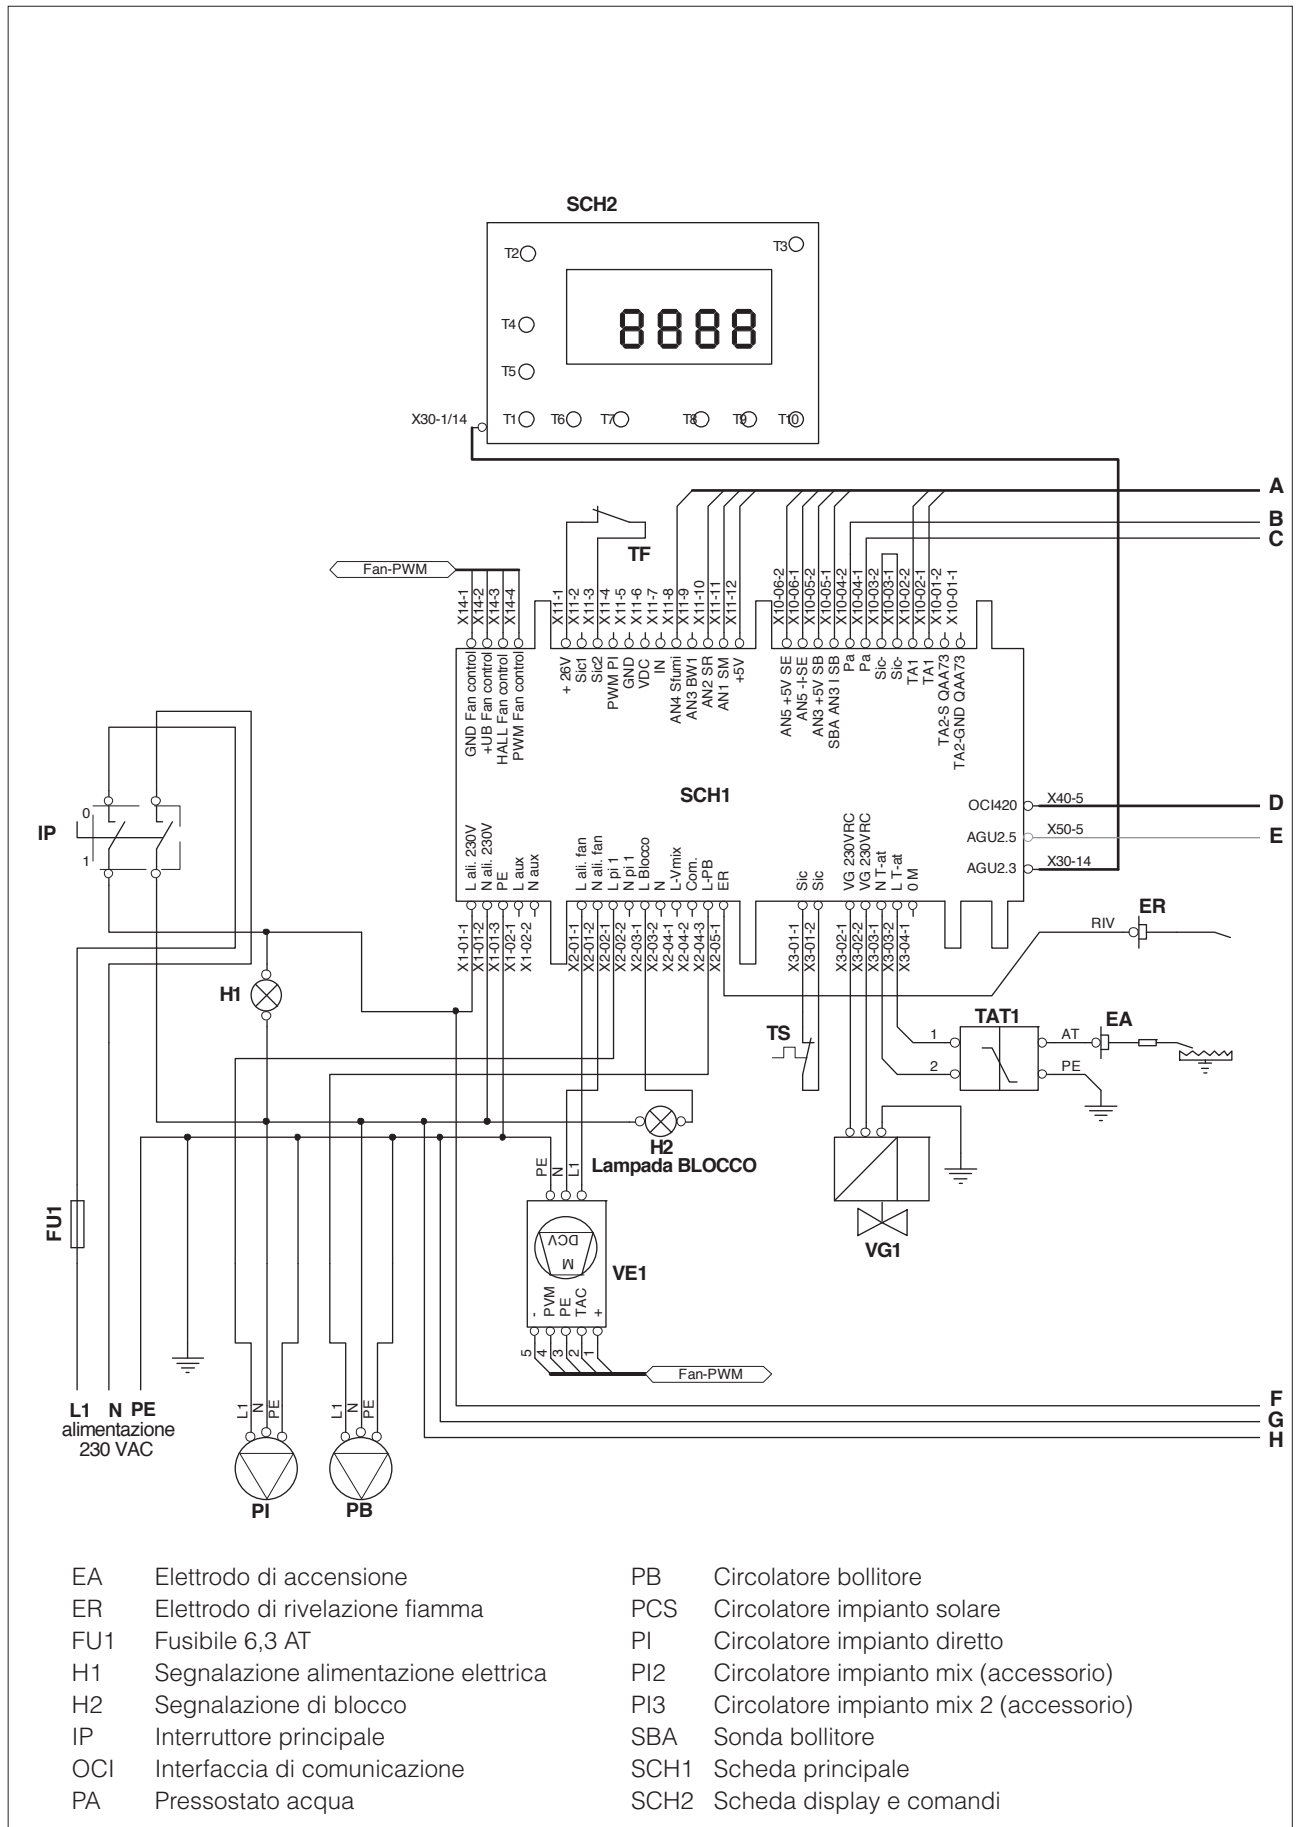 SCH2
T2
T3
8888
T4
T5
X30-1/14
T1 T6 T7 T8 T9 T10
A
B
C
TF
Fan-PWM
X14-1
X14-2
X14-3
X14-4
X11-1
X11-2
X11-3
X11-4
X11-5
X11-6
X11-7
X11-8
X11-9
X11-10
X11-11
X11-12
X10-06-2
X10-06-1
X10-05-2
X10-05-1
X10-04-2
X10-04-1
X10-03-2
X10-03-1
X10-02-2
X10-02-1
X10-01-2
X10-01-1
GND Fan control
+UB Fan control
HALL Fan control
PWM Fan control
+ 26V
Sic1
Sic2
PWM PI
GND
VDC
IN
AN4 Sfumi
AN3 BW1
AN2 SR
AN1 SM
+5V
AN5 +5V SE
AN5 -I-SE
AN3 +5V SB
SBA AN3 I SB
Pa
Pa
Sic-
Sic-
TA1
TA1
TA2-S QAA73
TA2-GND QAA73
SCH1
OCI420 X40-5 D
AGU2.5 X50-5 E
AGU2.3 X30-14
IP
0
1
L ali. 230V
N ali. 230V
PE
L aux
N aux
L ali. fan
N ali. fan
L pi 1
N pi 1
L Blocco
N
L-Vmix
Com.
L-PB
ER
Sic
Sic
VG 230VRC
VG 230VRC
N T-at
L T-at
0 M
X1-01-1
X1-01-2
X1-01-3
X1-02-1
X1-02-2
X2-01-1
X2-01-2
X2-02-1
X2-02-2
X2-03-1
X2-03-2
X2-04-1
X2-04-2
X2-04-3
X2-05-1
X3-01-1
X3-01-2
X3-02-1
X3-02-2
X3-03-1
X3-03-2
X3-04-1
RIV
ER
H1
TS
TAT1
1
2
AT
PE
EA
H2
Lampada BLOCCO
PE
N
L1
FU1
DCV
M
VE1
VG1
-
PVM
PE
TAC
+
5
4
3
2
1
Fan-PWM
L1 N PE
alimentazione
230 VAC
L1
N
PE
L1
N
PE
F
G
H
PI
PB
EA Elettrodo di accensione
ER Elettrodo di rivelazione fiamma
FU1 Fusibile 6,3 AT
H1 Segnalazione alimentazione elettrica
H2 Segnalazione di blocco
IP Interruttore principale
OCI Interfaccia di comunicazione
PA Pressostato acqua
PB Circolatore bollitore
PCS Circolatore impianto solare
PI Circolatore impianto diretto
PI2 Circolatore impianto mix (accessorio)
PI3 Circolatore impianto mix 2 (accessorio)
SBA Sonda bollitore
SCH1 Scheda principale
SCH2 Scheda display e comandi